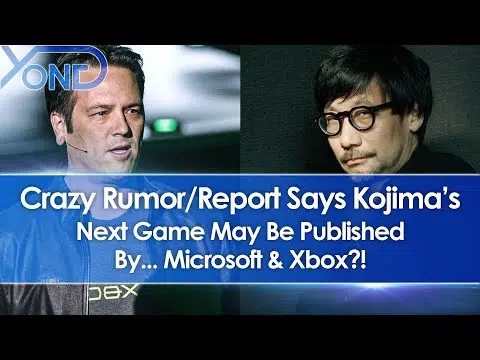 YOND
Crazy Rumor/Report Says Kojima's
Next Game May Be Published
By... Microsoft & Xbox?!